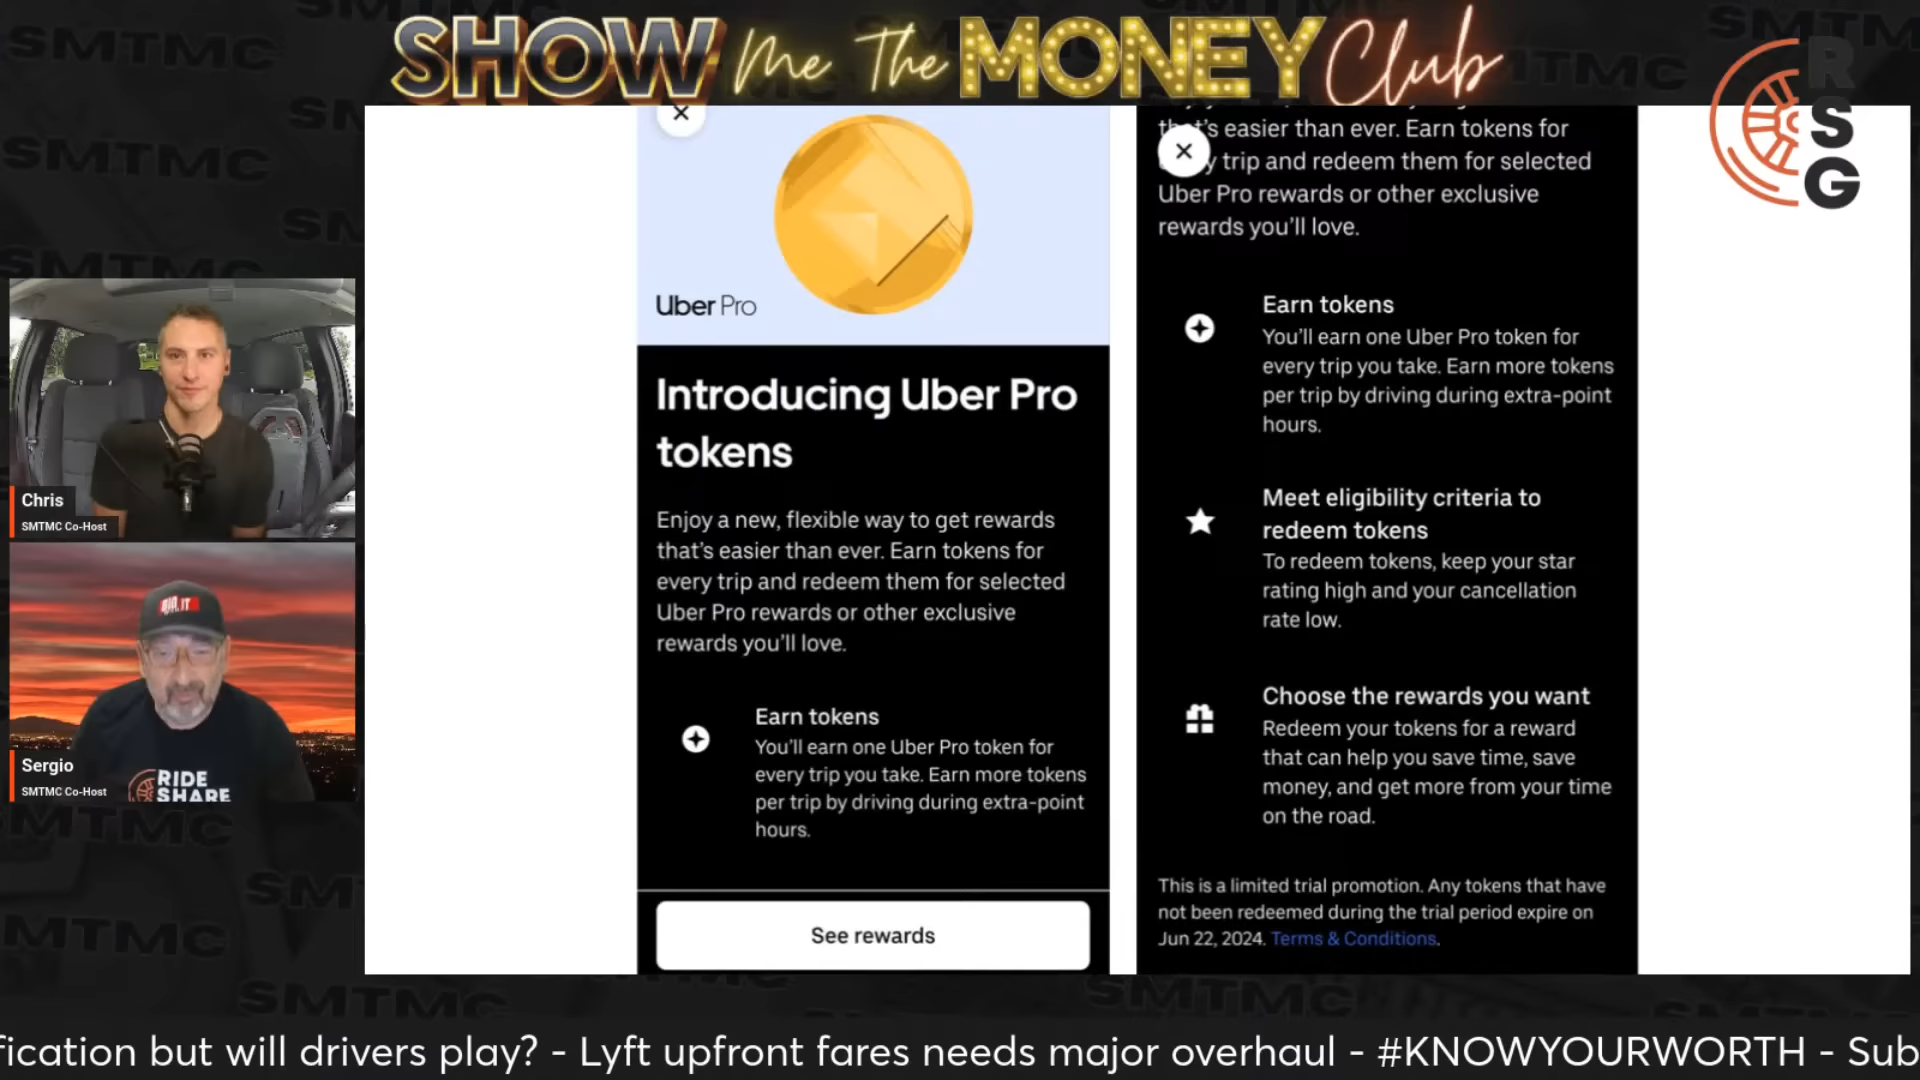 SHOW Me The MONEY Club
RSG
Uber Pro
Introducing Uber Pro
tokens
Enjoy a new, flexible way to get rewards
that's easier than ever. Earn tokens for
every trip and redeem them for selected
Uber Pro rewards or other exclusive
rewards you'll love.
Earn tokens
You'll earn one Uber Pro token for
every trip you take. Earn more tokens
per trip by driving during extra-point
hours.
See rewards
easier than ever. Earn tokens for
trip and redeem them for selected
Uber Pro rewards or other exclusive
rewards you'll love.
Earn tokens
You'll earn one Uber Pro token for
every trip you take. Earn more tokens
per trip by driving during extra-point
hours.
Meet eligibility criteria to
redeem tokens
To redeem tokens, keep your star
rating high and your cancellation
rate low.
Choose the rewards you want
Redeem your tokens for a reward
that can help you save time, save
money, and get more from your time
on the road.
This is a limited trial promotion. Any tokens that have
not been redeemed during the trial period expire on
Jun 22, 2024. Terms & Conditions.
Chris
SMTMC Co-Host
RIDE
SHARE
Sergio
SMTMC Co-Host
SMTMC
SMTMC
SMTMC
SMTMC
SMTMC
SMTMC
fication but will drivers play? - Lyft upfront fares needs major overhaul - #KNOWYOURWORTH - Sub